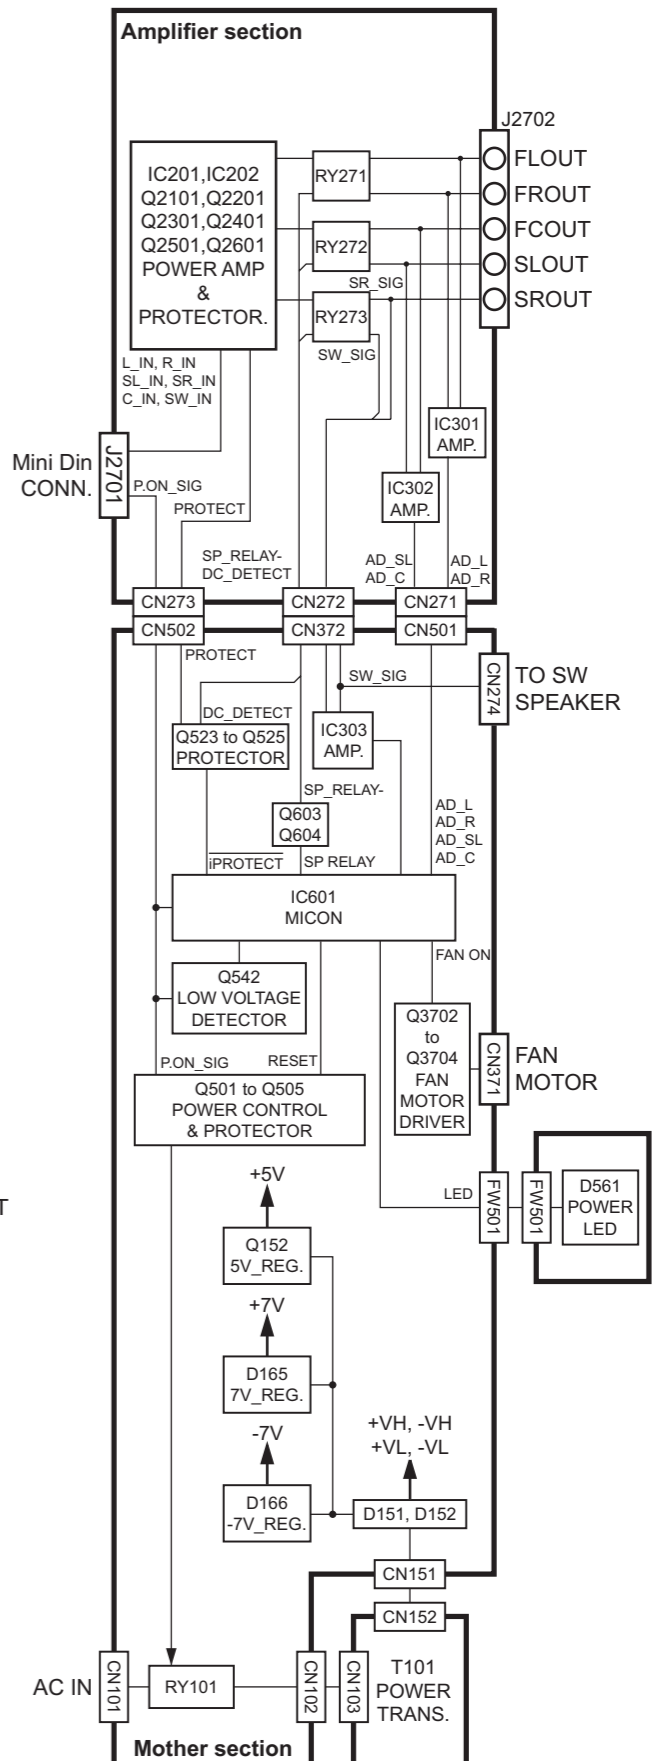 Amplifier section
J2702
FLOUT
FROUT
FCOUT
SLOUT
SROUT
IC201,IC202
Q2101,Q2201
Q2301,Q2401
Q2501,Q2601
POWER AMP
&
PROTECTOR.
RY271
RY272
SR_SIG
RY273
SW_SIG
L_IN, R_IN
SL_IN, SR_IN
C_IN, SW_IN
IC301
AMP.
Mini Din
CONN.
J2701
P.ON_SIG
PROTECT
IC302
AMP.
SP_RELAY-
DC_DETECT
AD_SL
AD_C
AD_L
AD_R
CN273
CN272
CN271
CN502
CN372
CN501
PROTECT
SW_SIG
CN274
TO SW
SPEAKER
DC_DETECT
Q523 to Q525
PROTECTOR
IC303
AMP.
SP_RELAY-
Q603
Q604
AD_L
AD_R
AD_SL
AD_C
iPROTECT
SP RELAY
IC601
MICON
FAN ON
Q542
LOW VOLTAGE
DETECTOR
Q3702
to
Q3704
FAN
MOTOR
DRIVER
CN371
FAN
MOTOR
P.ON_SIG
RESET
Q501 to Q505
POWER CONTROL
& PROTECTOR
LED
FW501
FW501
D561
POWER
LED
T
+5V
Q152
5V_REG.
+7V
D165
7V_REG.
-7V
D166
-7V_REG.
+VH, -VH
+VL, -VL
D151, D152
CN151
CN152
AC IN
CN101
RY101
CN102
CN103
T101
POWER
TRANS.
Mother section